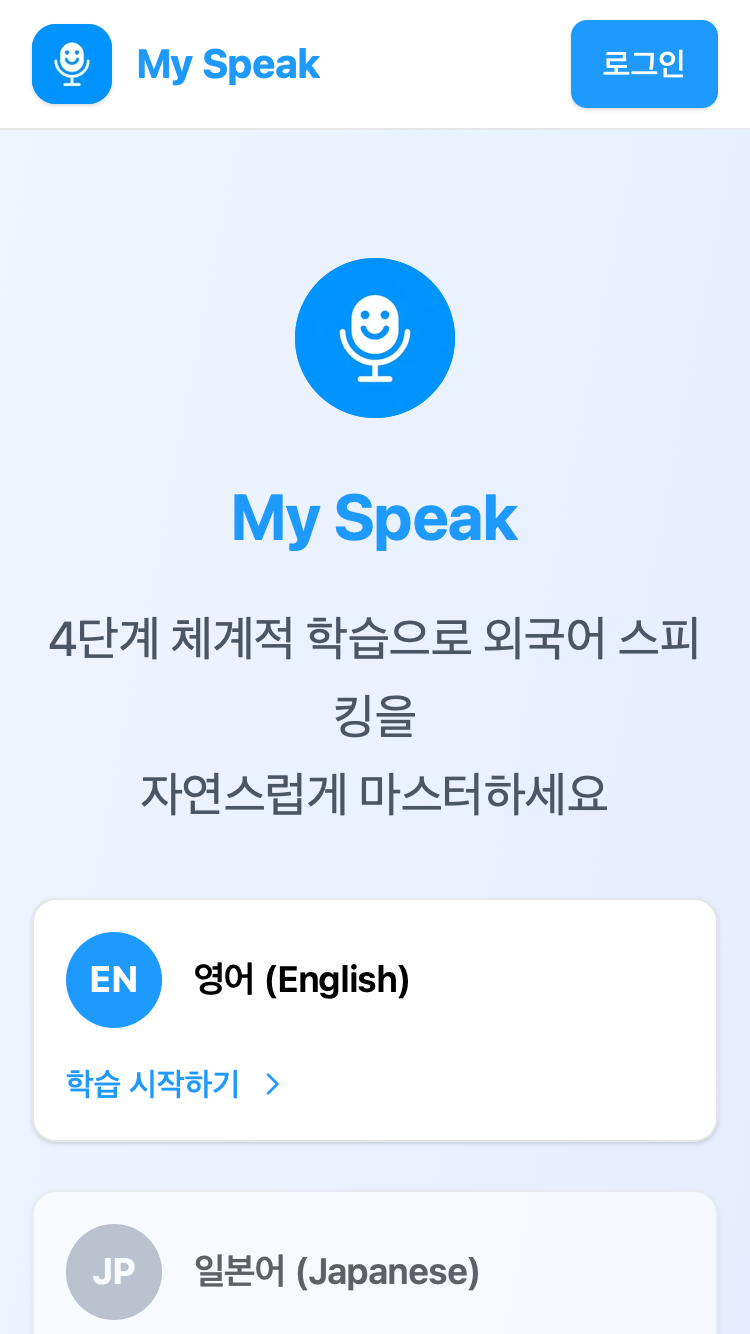 My Speak
로그인
My Speak
4단계 체계적 학습으로 외국어 스피
킹을
자연스럽게 마스터하세요
EN
영어 (English)
학습 시작하기
JP
일본어 (Japanese)